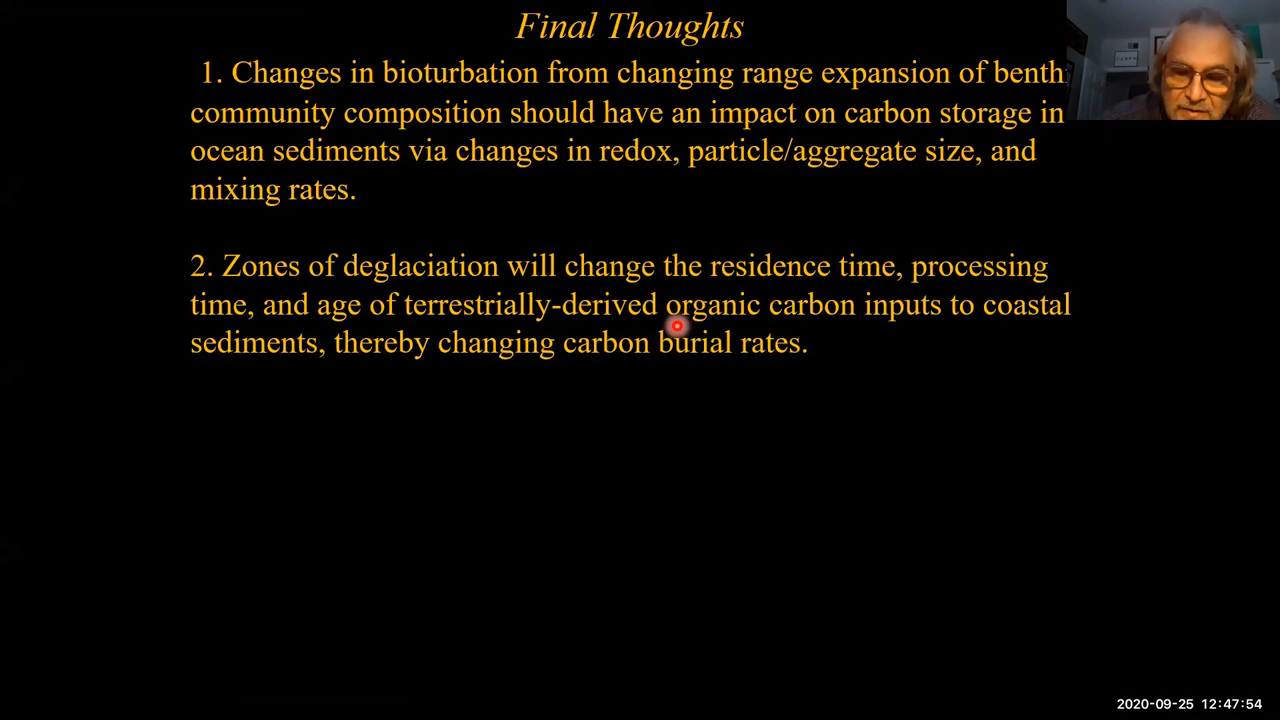 Final Thoughts
1. Changes in bioturbation from changing range expansion of benth
community composition should have an impact on carbon storage in
ocean sediments via changes in redox, particle/aggregate size, and
mixing rates.
2. Zones of deglaciation will change the residence time, processing
time, and age of terrestrially-derived organic carbon inputs to coastal
sediments, thereby changing carbon burial rates.
2020-09-25 12:47:54